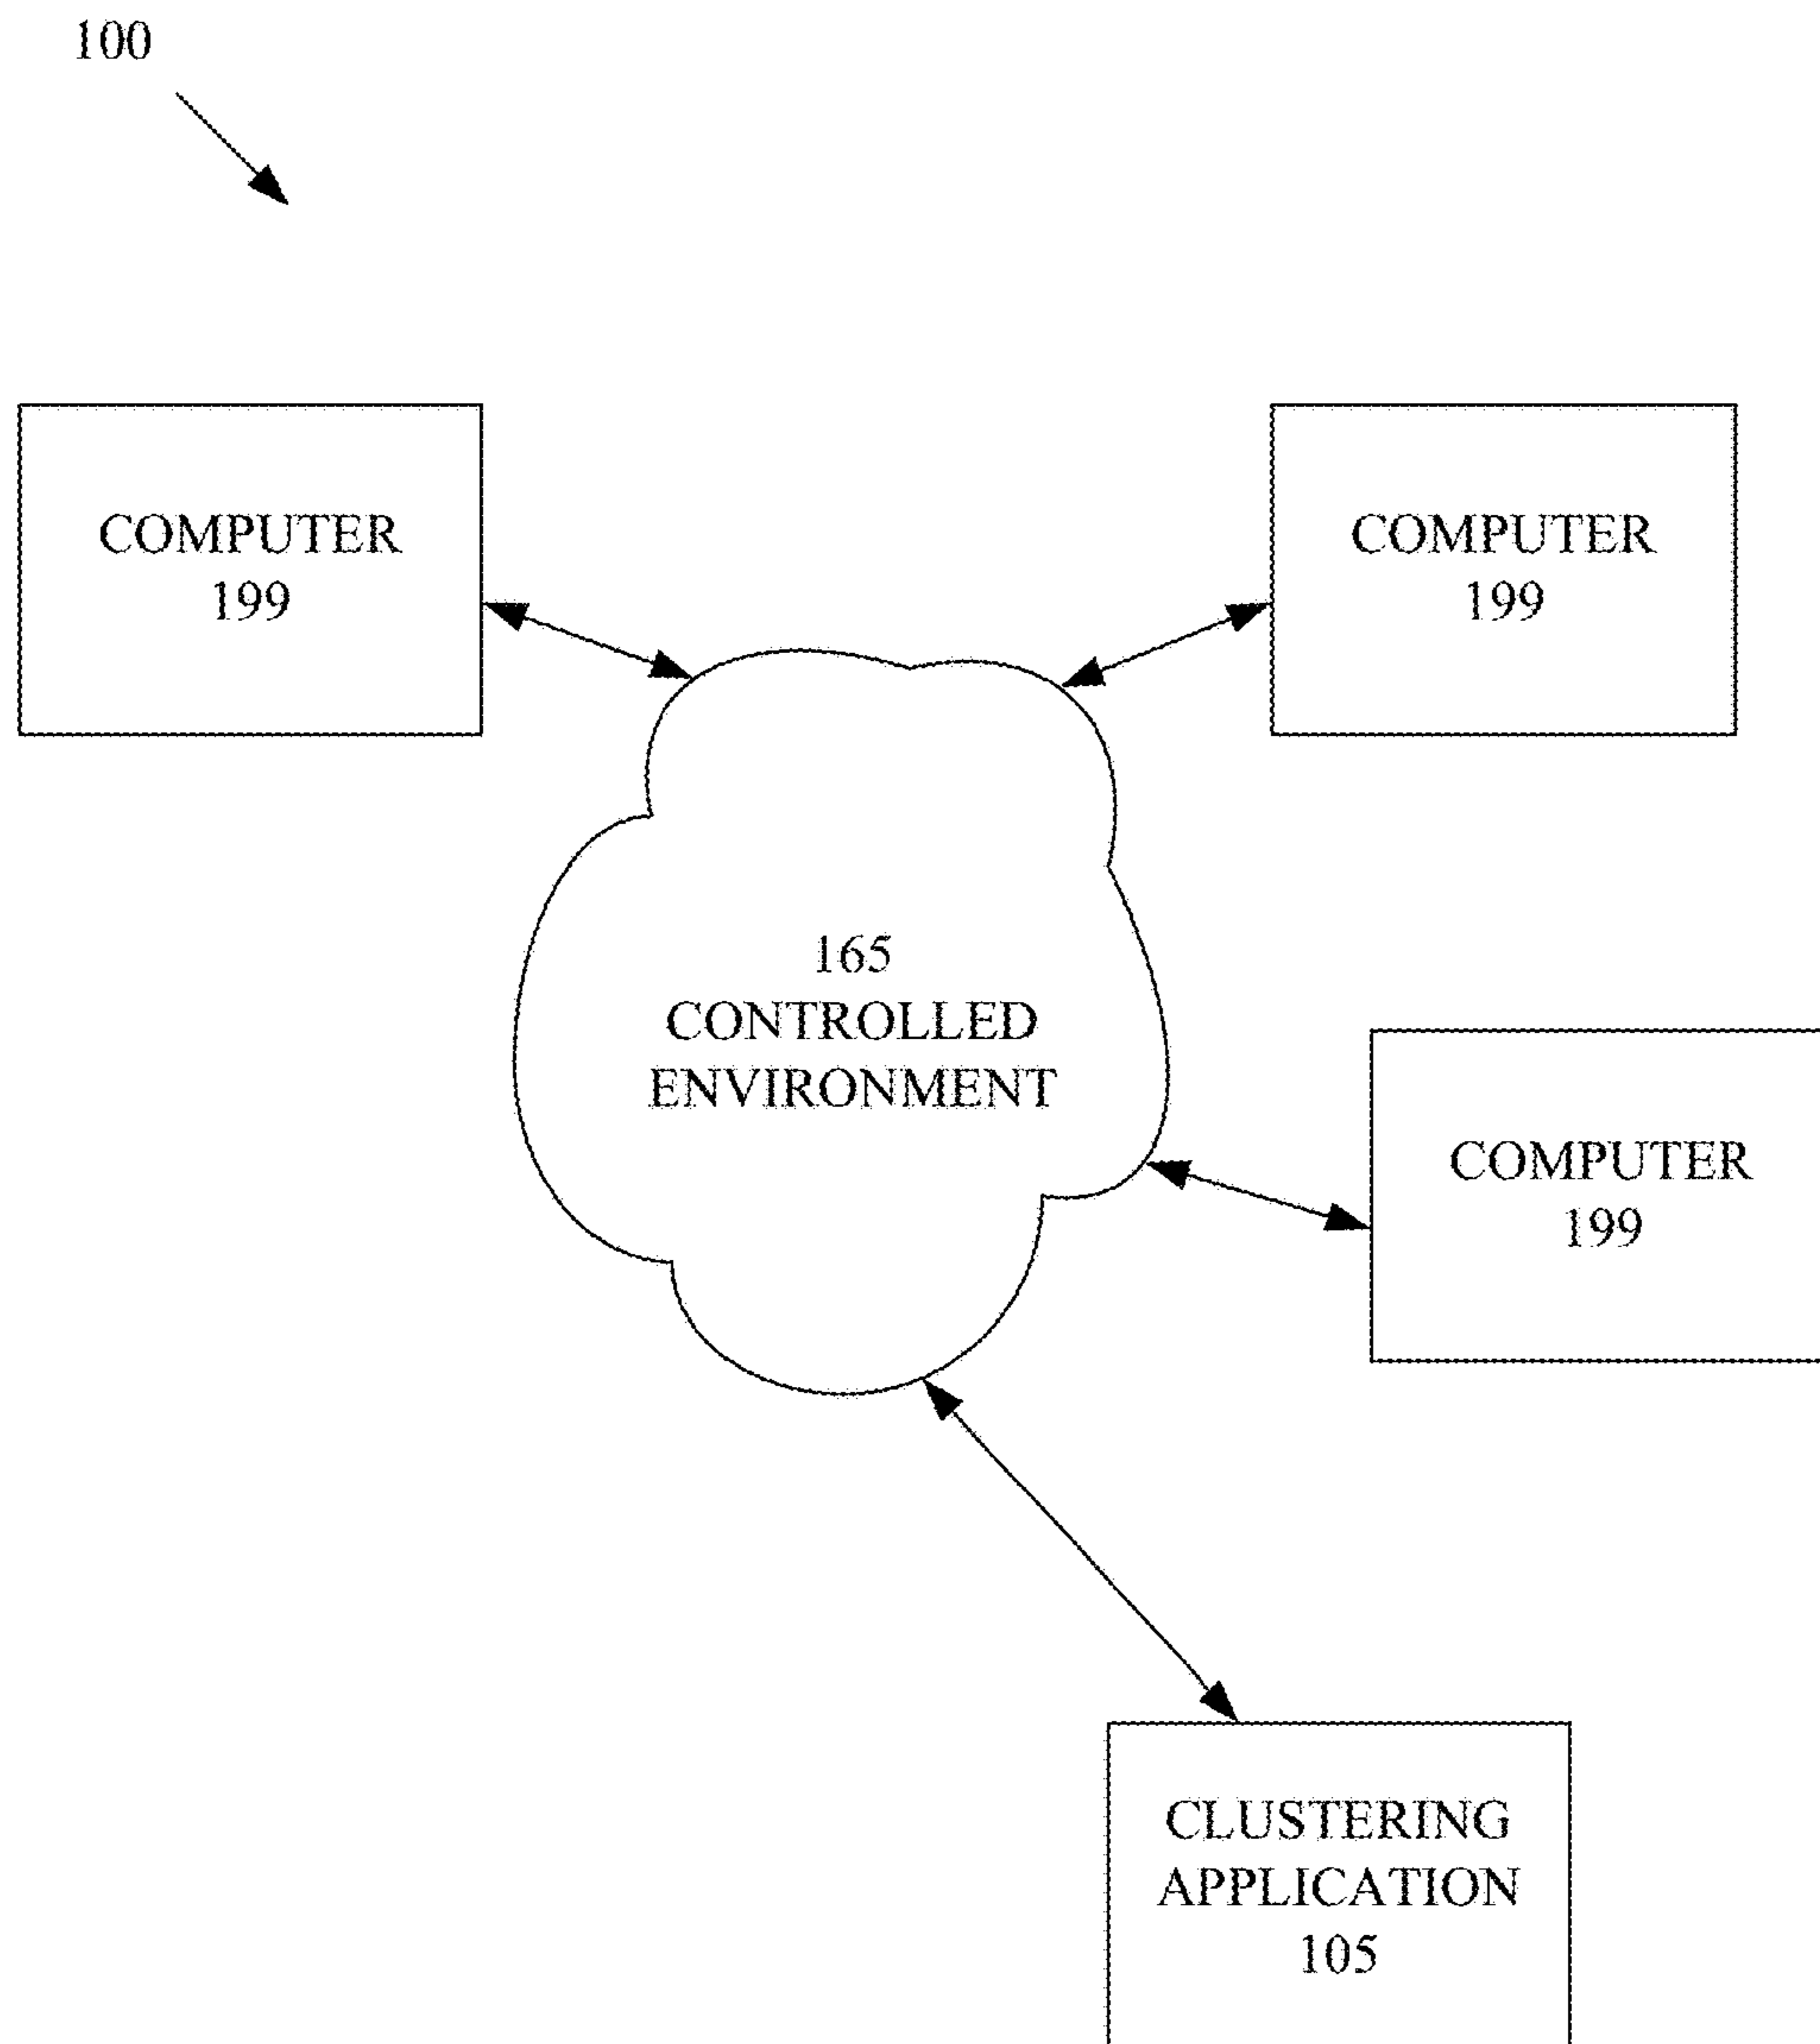 100
COMPUTER
199
COMPUTER
199
165
CONTROLLED
ENVIRONMENT
COMPUTER
199
CLUSTERING
APPLICATION
105